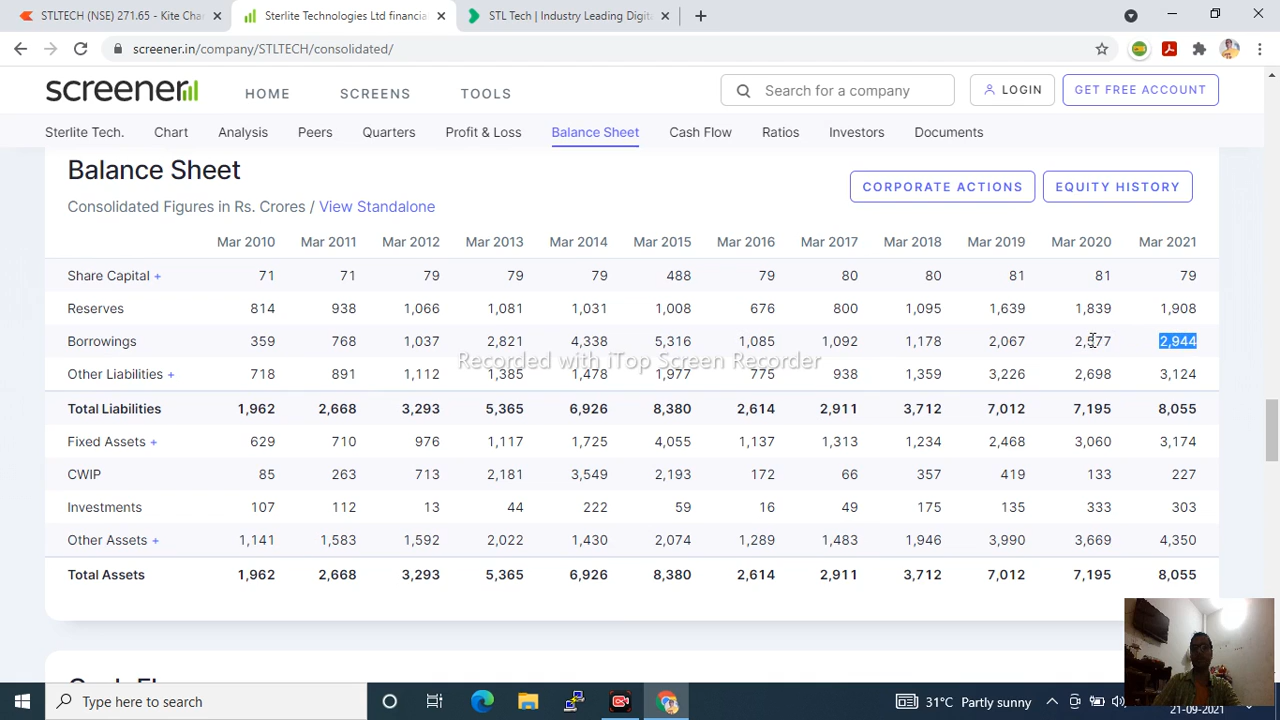 STLTECH (NSE) 271.65 - Kite Cha
Sterlite Technologies Ltd financia
STL Tech | Industry Leading Digit
screener.in/company/STLTECH/consolidated/
screener
HOME
SCREENS
TOOLS
Search for a company
LOGIN
GET FREE ACCOUNT
Sterlite Tech. Chart Analysis Peers Quarters Profit & Loss Balance Sheet Cash Flow Ratios Investors Documents
Balance Sheet
CORPORATE ACTIONS
EQUITY HISTORY
Consolidated Figures in Rs. Crores / View Standalone
Mar 2010 Mar 2011 Mar 2012 Mar 2013 Mar 2014 Mar 2015 Mar 2016 Mar 2017 Mar 2018 Mar 2019 Mar 2020 Mar 2021
Share Capital + 71 71 79 79 79 488 79 80 80 81 81 79
Reserves 814 938 1,066 1,081 1,031 1,008 676 800 1,095 1,639 1,839 1,908
Borrowings 359 768 1,037 2,821 4,338 5,316 1,085 1,092 1,178 2,067 2,944
Recorded with iTop Screen Recorder
Other Liabilities + 718 891 1,112 1,385 1,478 1,977 775 938 1,359 3,226 2,698 3,124
Total Liabilities 1,962 2,668 3,293 5,365 6,926 8,380 2,614 2,911 3,712 7,012 7,195 8,055
Fixed Assets + 629 710 976 1,117 1,725 4,055 1,137 1,313 1,234 2,468 3,060 3,174
CWIP 85 263 713 2,181 3,549 2,193 172 66 357 419 133 227
Investments 107 112 13 44 222 59 16 49 175 135 333 303
Other Assets + 1,141 1,583 1,592 2,022 1,430 2,074 1,289 1,483 1,946 3,990 3,669 4,350
Total Assets 1,962 2,668 3,293 5,365 6,926 8,380 2,614 2,911 3,712 7,012 7,195 8,055
Type here to search
31°C Partly sunny
21-09-2021